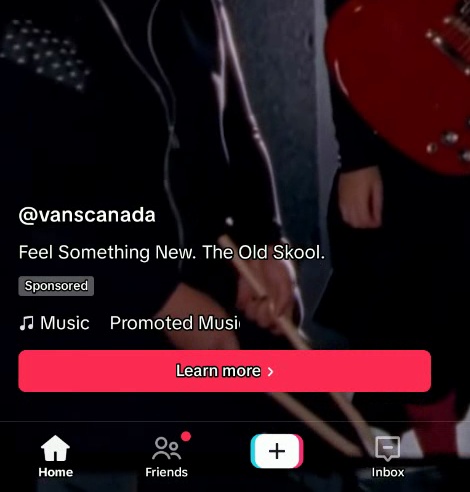 @vanscanada
Feel Something New. The Old Skool.
Sponsored
Music Promoted Musi
Learn more >
Home Friends Inbox